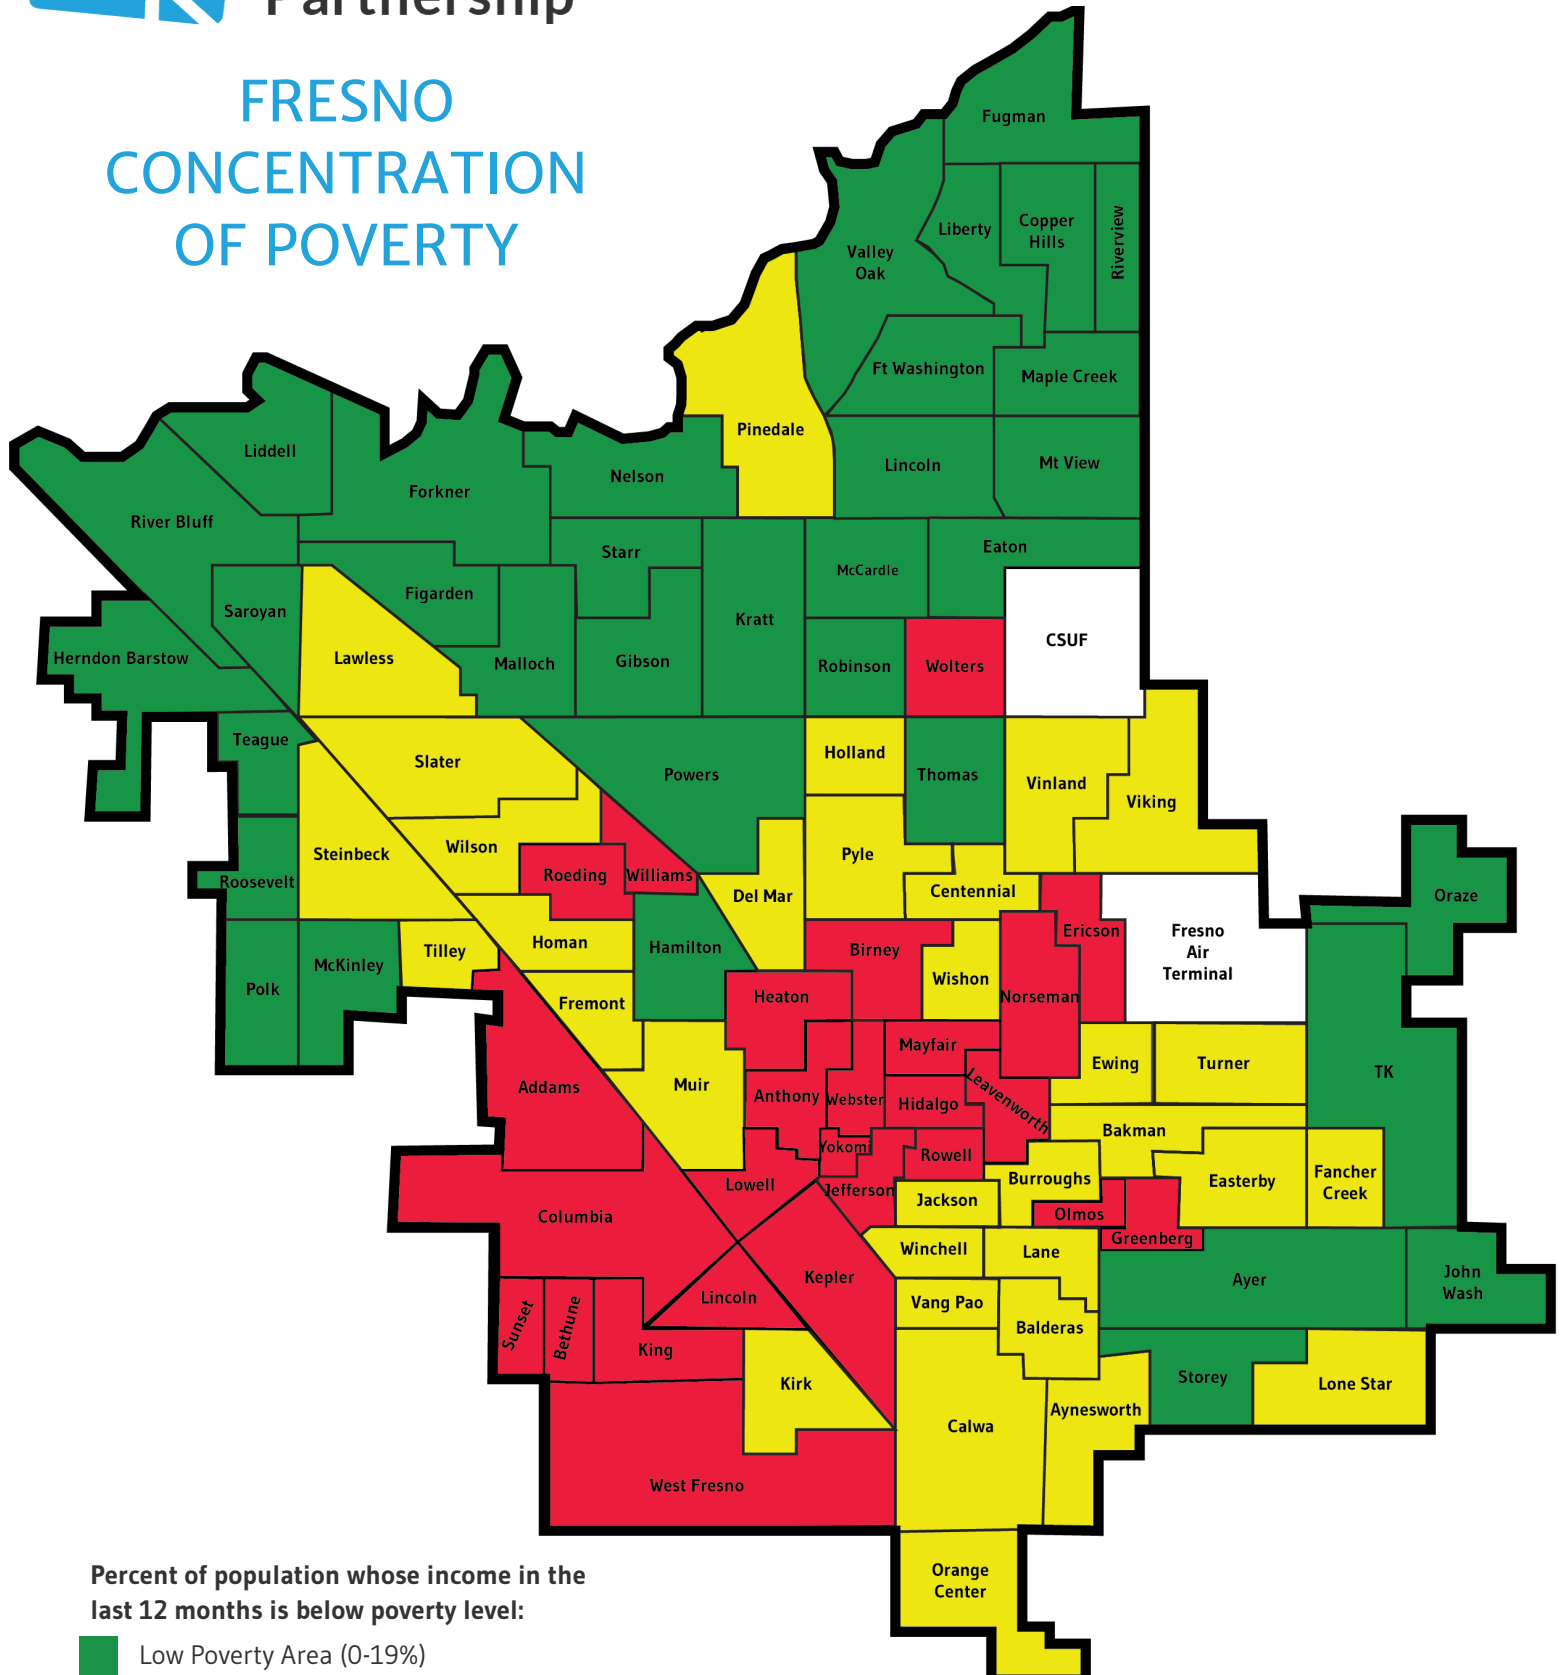 Partnership
FRESNO
CONCENTRATION
OF POVERTY
Fugman
Liberty
Copper
Hills
Riverview
Valley
Oak
Ft Washington
Maple Creek
Pinedale
Liddell
Lincoln
Mt View
Nelson
Forkner
River Bluff
Starr
Eaton
McCardle
Figarden
Saroyan
Kratt
CSUF
Herndon Barstow
Lawless
Malloch
Gibson
Robinson
Wolters
Teague
Slater
Powers
Holland
Thomas
Vinland
Viking
Steinbeck
Wilson
Pyle
Roosevelt
Roeding
Williams
Del Mar
Centennial
Oraze
Tilley
Homan
Hamilton
Birney
Ericson
Fresno
Air
Terminal
McKinley
Polk
Fremont
Heaton
Wishon
Norseman
Mayfair
Ewing
Turner
TK
Addams
Muir
Anthony
Webster
Hidalgo
Leavenworth
Bakman
Yokomi
Rowell
Burroughs
Easterby
Fancher
Creek
Lowell
Jefferson
Jackson
Olmos
Columbia
Greenberg
Winchell
Lane
Kepler
Ayer
John
Wash
Lincoln
Vang Pao
Sunset
Bethune
King
Balderas
Kirk
Storey
Lone Star
Aynesworth
Calwa
West Fresno
Orange
Center
Percent of population whose income in the
last 12 months is below poverty level:
Low Poverty Area (0-19%)